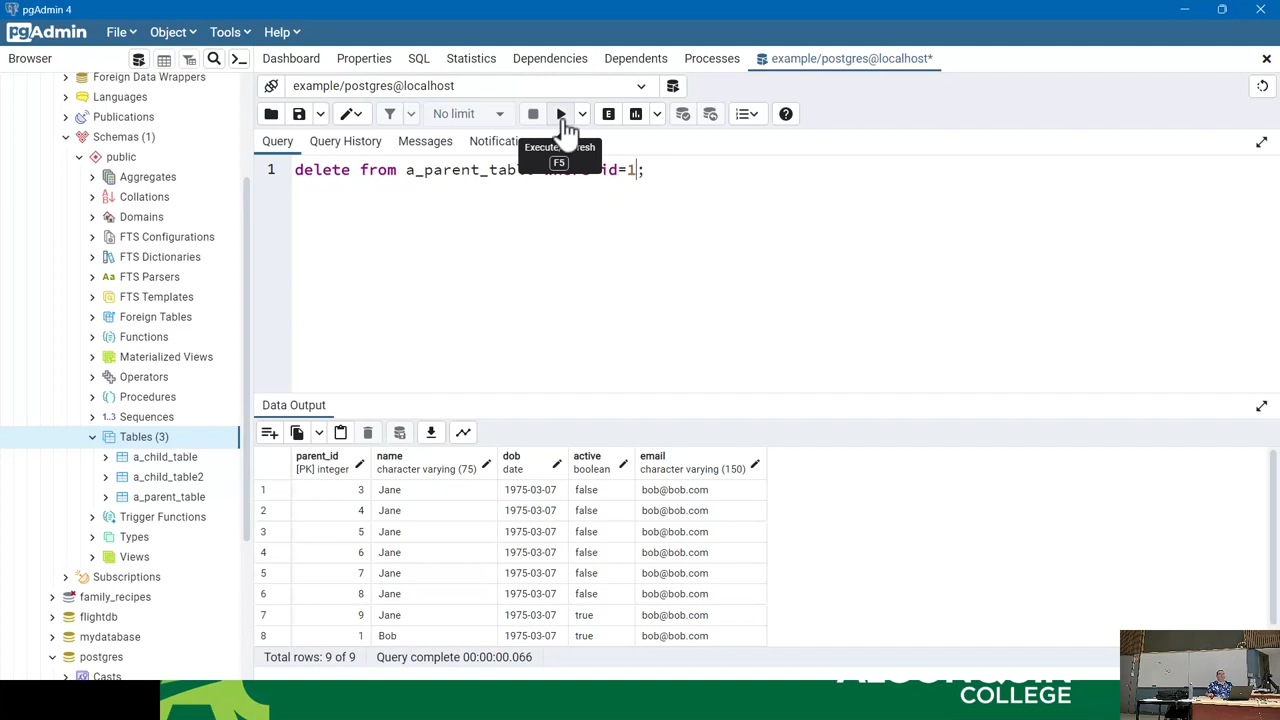 pgAdmin 4
pgAdmin File Object Tools Help
Browser
Dashboard Properties SQL Statistics Dependencies Dependents Processes example/postgres@localhost*
Foreign Data Wrappers
Languages
Publications
Schemas (1)
public
Aggregates
Collations
Domains
FTS Configurations
FTS Dictionaries
Aa FTS Parsers
FTS Templates
Foreign Tables
Functions
Materialized Views
Operators
Procedures
1..3 Sequences
Tables (3)
a_child_table
a_child_table2
a_parent_table
Trigger Functions
Types
Views
Subscriptions
family_recipes
flightdb
mydatabase
postgres
Casts
example/postgres@localhost
No limit E
Query Query History Messages
Execute
F5
1 delete from a_parent_tab id=1;
Data Output
parent_id name dob active email
[PK] integer character varying (75) date boolean character varying (150)
1 3 Jane 1975-03-07 false bob@bob.com
2 4 Jane 1975-03-07 false bob@bob.com
3 5 Jane 1975-03-07 false bob@bob.com
4 6 Jane 1975-03-07 false bob@bob.com
5 7 Jane 1975-03-07 false bob@bob.com
6 8 Jane 1975-03-07 false bob@bob.com
7 9 Jane 1975-03-07 true bob@bob.com
8 1 Bob 1975-03-07 true bob@bob.com
Total rows: 9 of 9 Query complete 00:00:00.066
COLLEGE